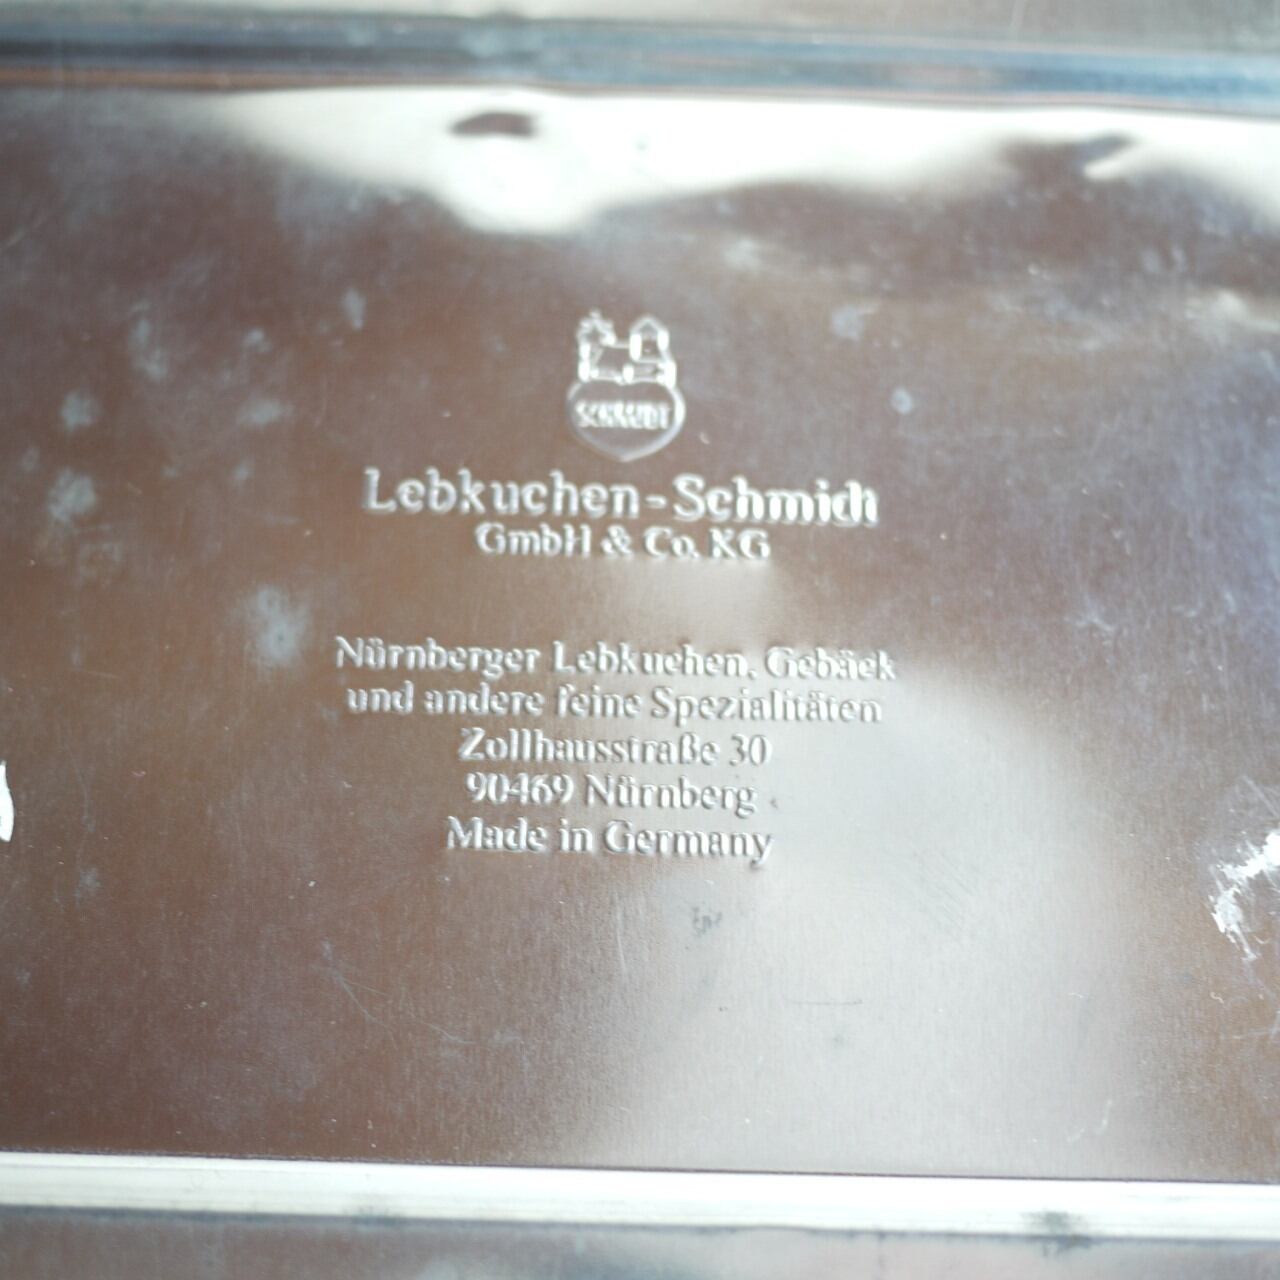 SCHMIDT
Lebkuchen-Schmidt
GmbH & Co. KG
Nürnberger Lebkuchen, Gebäck
und andere feine Spezialitäten
Zollhausstraße 30
90469 Nürnberg
Made in Germany